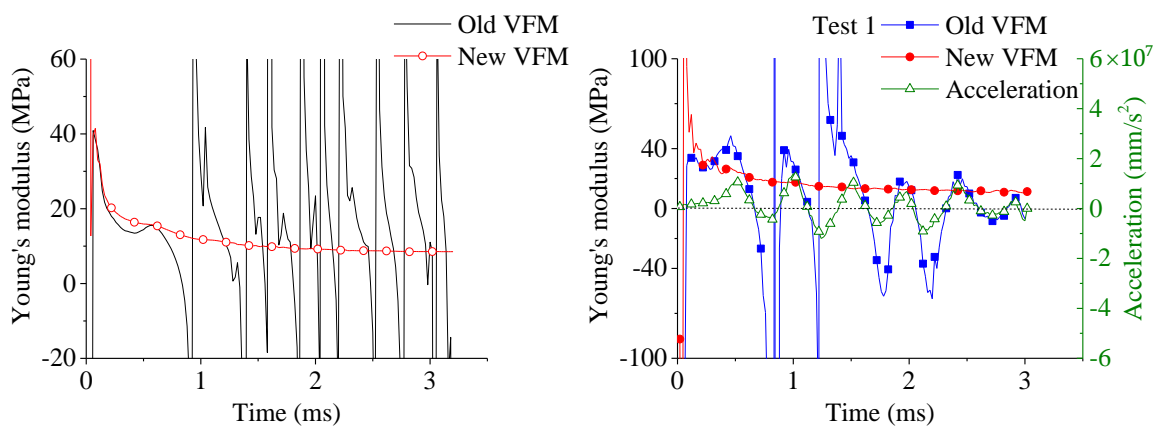 Old VFM
New VFM
60
40
20
0
-20
0
1
2
3
Young's modulus (MPa)
Time (ms)
Test 1
Old VFM
New VFM
Acceleration
100
40
0
-40
-100
0
1
2
3
Young's modulus (MPa)
Time (ms)
6×10⁷
4
2
0
-2
-4
-6
Acceleration (mm/s²)